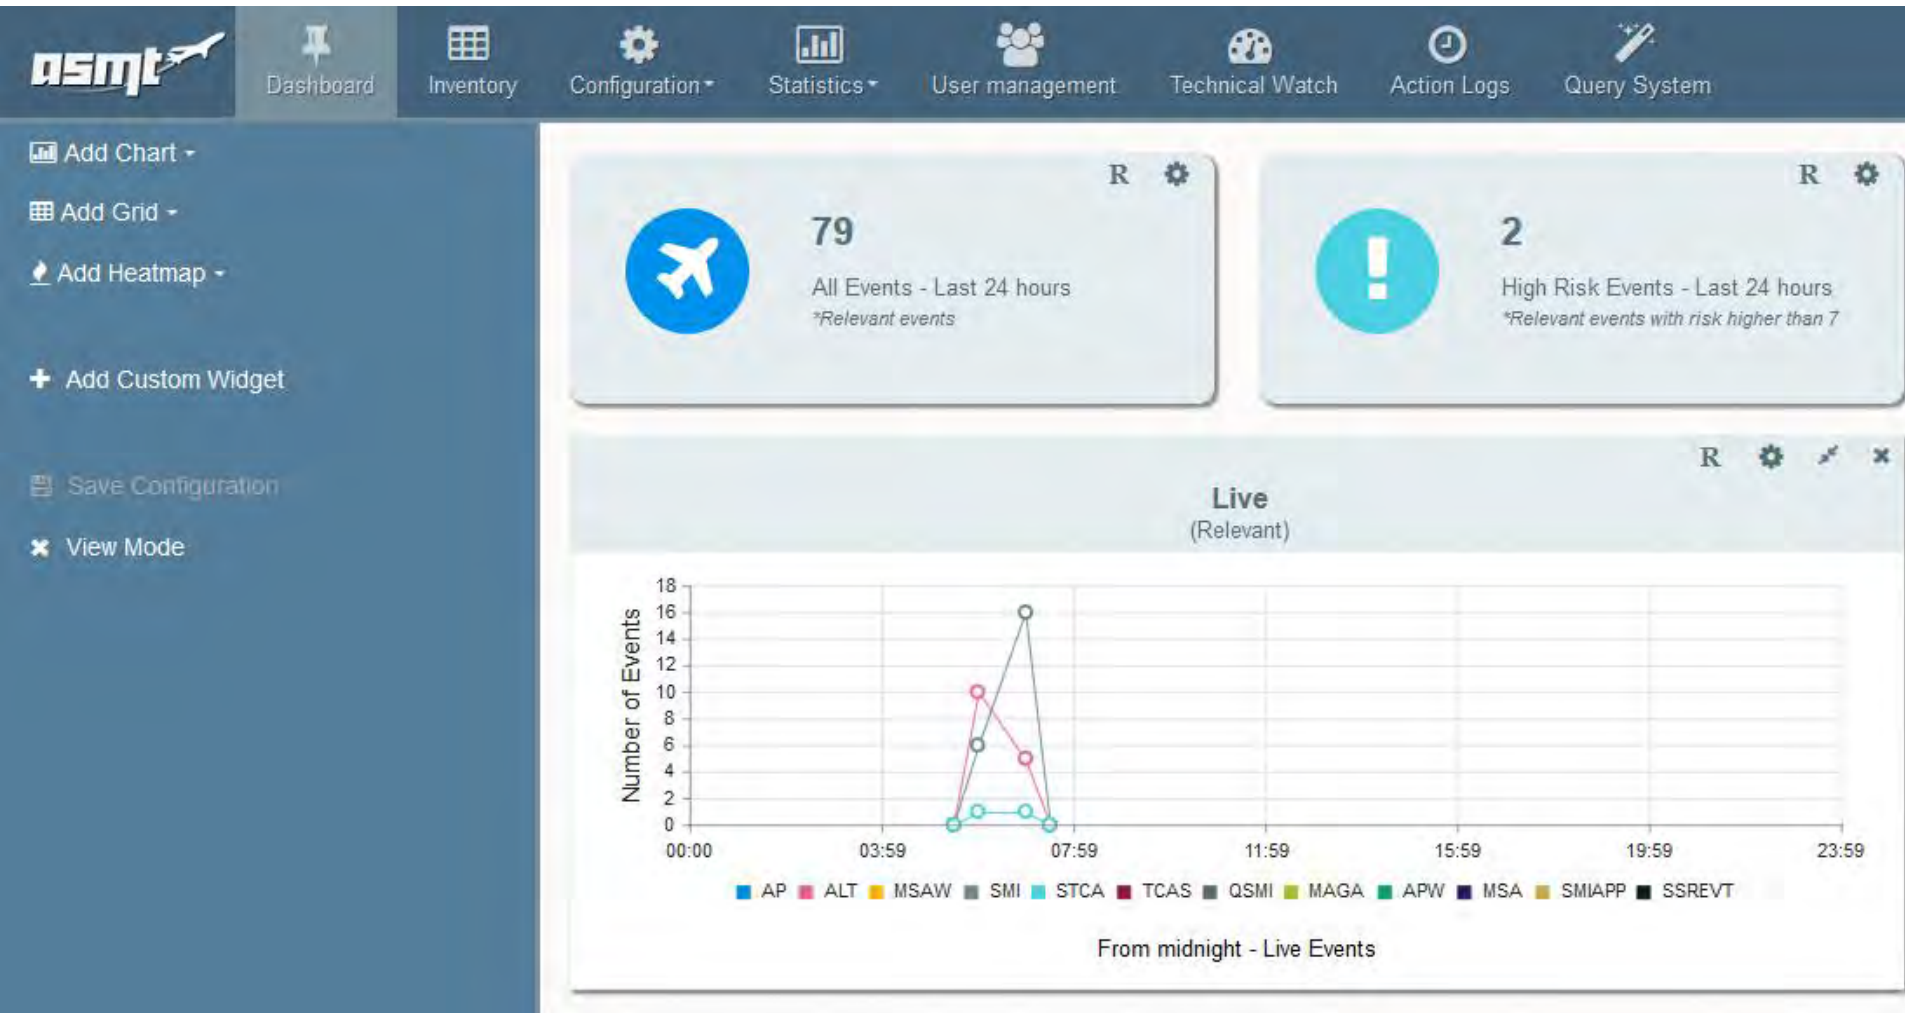 asmt
Dashboard
Inventory
Configuration
Statistics
User management
Technical Watch
Action Logs
Query System
Add Chart
Add Grid
Add Heatmap
Add Custom Widget
Save Configuration
View Mode
R
79
All Events - Last 24 hours
*Relevant events
R
2
High Risk Events - Last 24 hours
*Relevant events with risk higher than 7
R
Live
(Relevant)
Number of Events
18
16
14
12
10
8
6
4
2
0
00:00 03:59 07:59 11:59 15:59 19:59 23:59
AP ALT MSAW SMI STCA TCAS QSMI MAGA APW MSA SMIAPP SSREVT
From midnight - Live Events